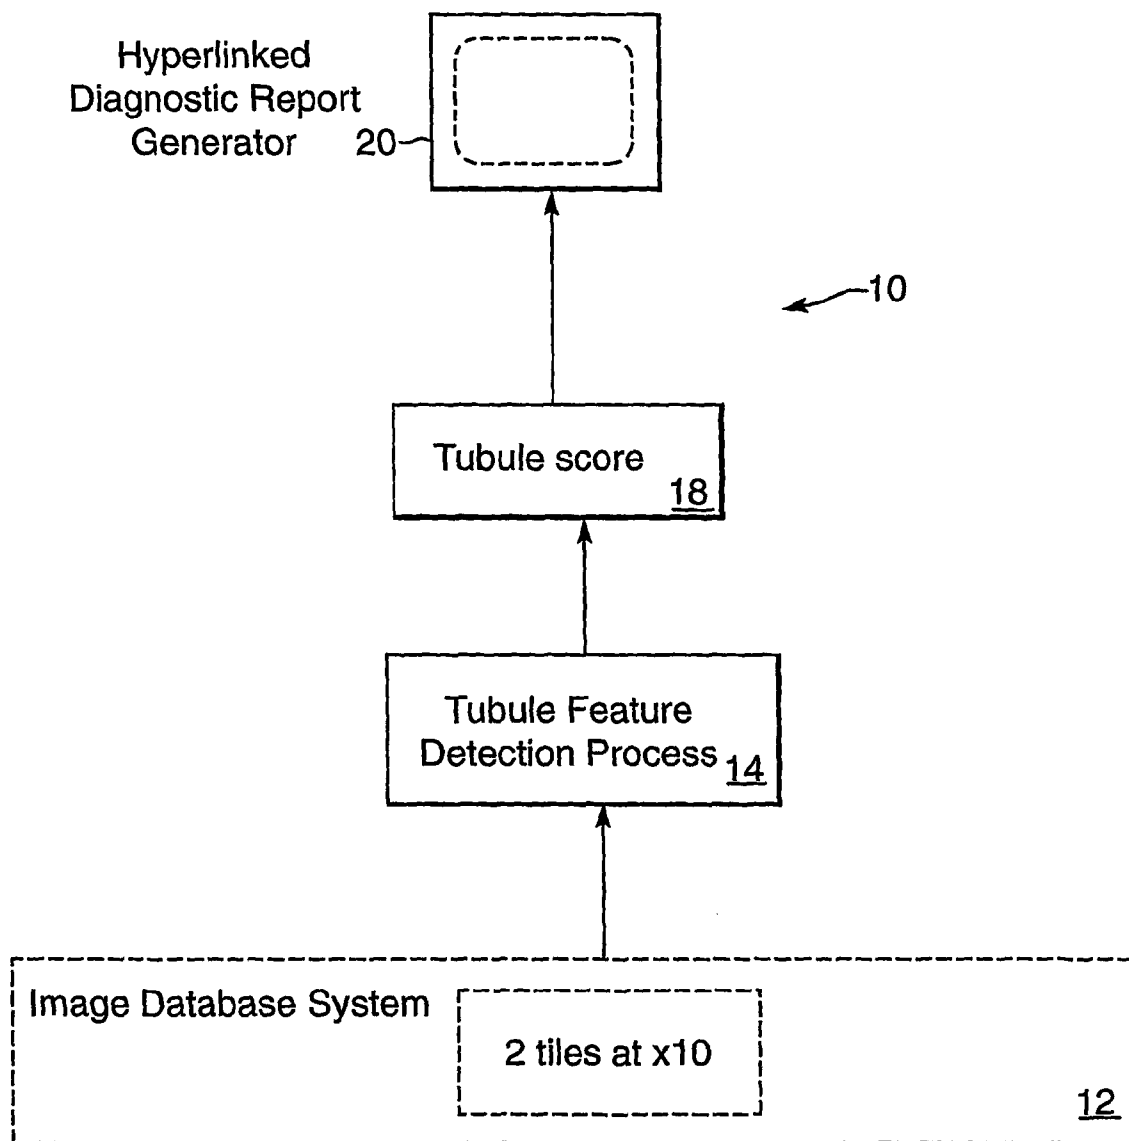 Hyperlinked
Diagnostic Report
Generator 20
10
Tubule score
18
Tubule Feature
Detection Process 14
Image Database System
2 tiles at x10
12